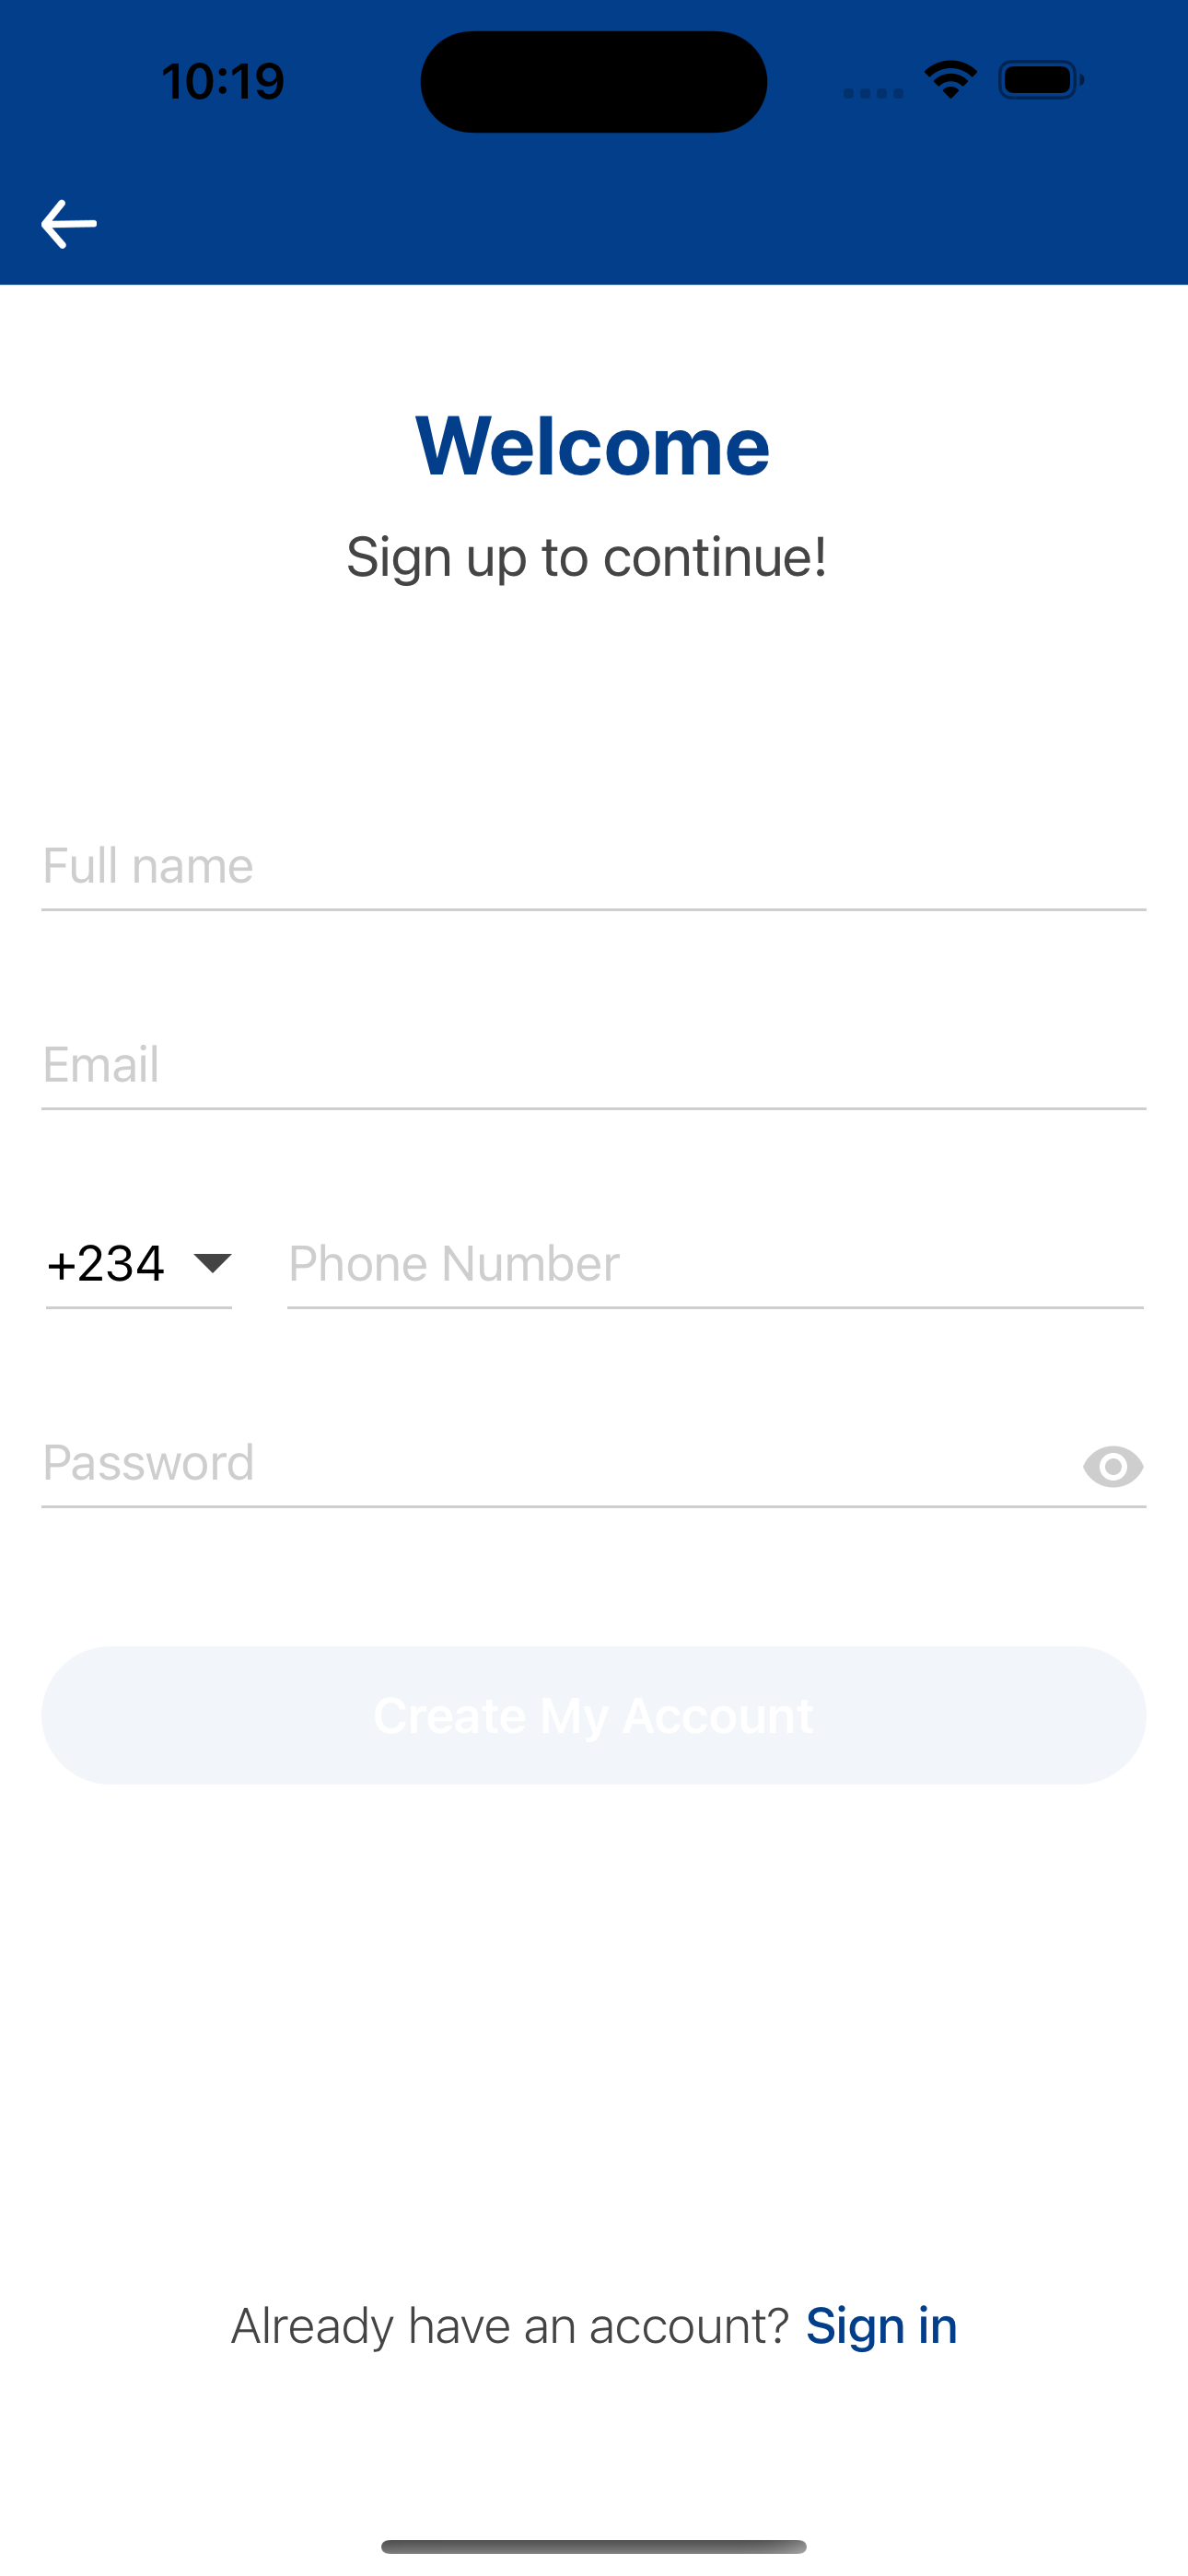 10:19
Welcome
Sign up to continue!
Full name
Email
+234 Phone Number
Password
Create My Account
Already have an account? Sign in